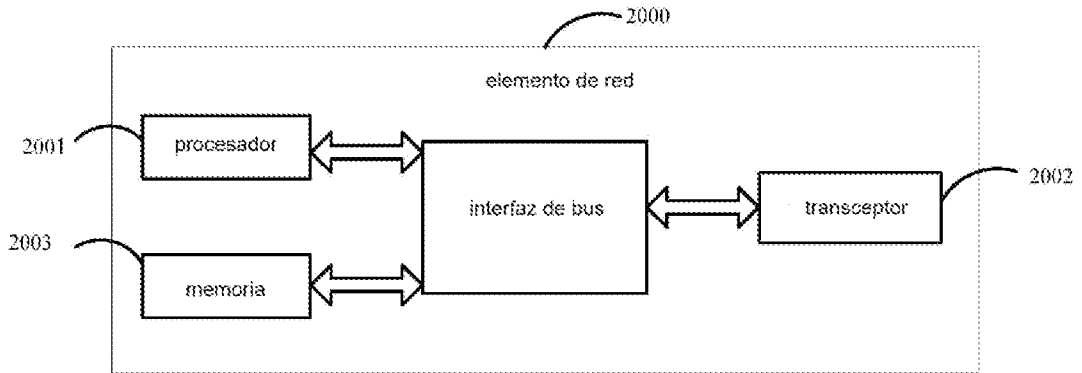 2000
elemento de red
2001
procesador
interfaz de bus
transceptor
2002
2003
memoria